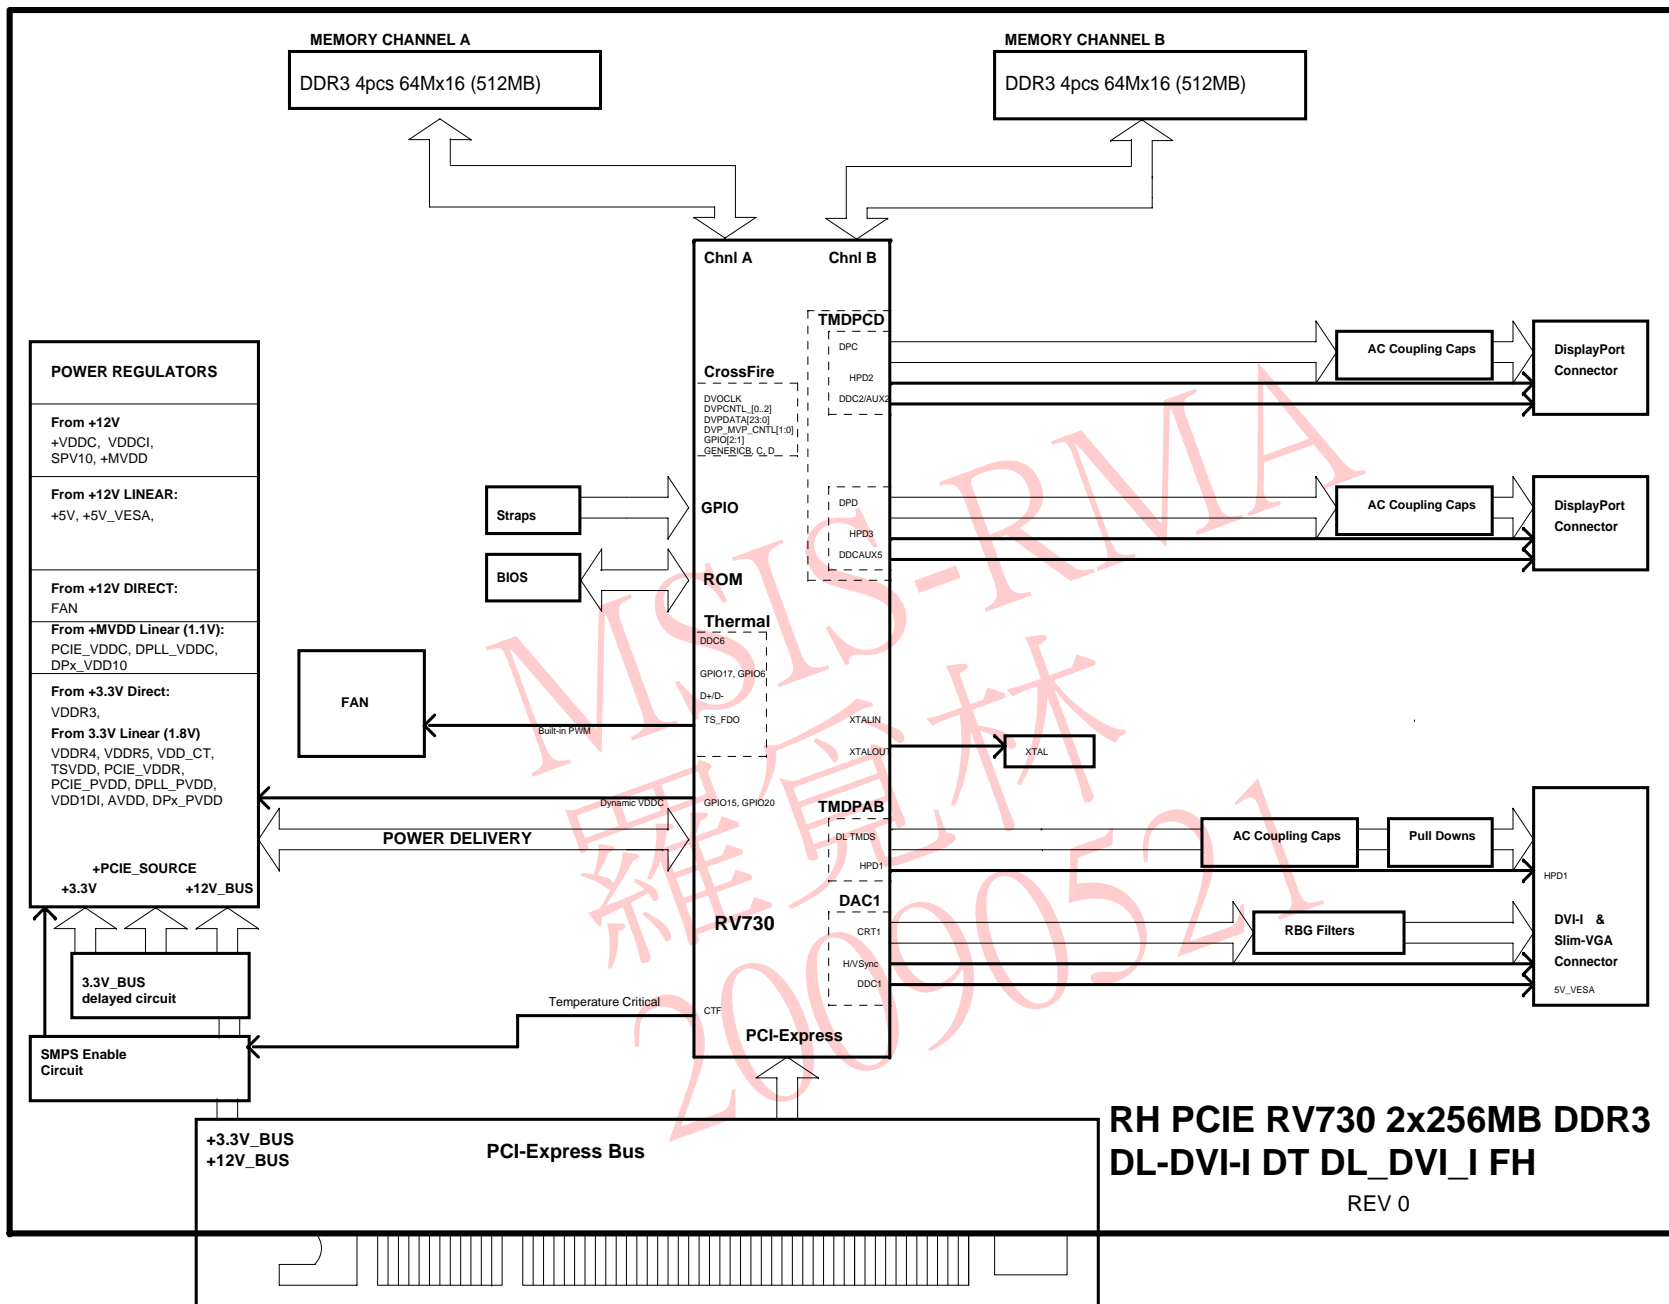 MEMORY CHANNEL A
DDR3 4pcs 64Mx16 (512MB)
MEMORY CHANNEL B
DDR3 4pcs 64Mx16 (512MB)
Chnl A
Chnl B
TMDPCD
DPC
HPD2
DDC2/AUX2
AC Coupling Caps
DisplayPort
Connector
CrossFire
DVOCLK
DVPCNTL_[0..2]
DVPDATA[23:0]
DVP_MVP_CNTL[1:0]
GPIO[2:1]
GENERICB, C, D
DPD
HPD3
DDCAUX5
AC Coupling Caps
DisplayPort
Connector
POWER REGULATORS
From +12V
+VDDC, VDDCI,
SPV10, +MVDD
From +12V LINEAR:
+5V, +5V_VESA,
From +12V DIRECT:
FAN
From +MVDD Linear (1.1V):
PCIE_VDDC, DPLL_VDDC,
DPx_VDD10
From +3.3V Direct:
VDDR3,
From 3.3V Linear (1.8V)
VDDR4, VDDR5, VDD_CT,
TSVDD, PCIE_VDDR,
PCIE_PVDD, DPLL_PVDD,
VDD1DI, AVDD, DPx_PVDD
+PCIE_SOURCE
+3.3V
+12V_BUS
Straps
GPIO
BIOS
ROM
Thermal
DDC6
GPIO17, GPIO6
D+/D-
TS_FDO
FAN
Built-in PWM
XTALIN
XTALOUT
XTAL
Dynamic VDDC
GPIO15, GPIO20
POWER DELIVERY
TMDPAB
DL TMDS
HPD1
AC Coupling Caps
Pull Downs
HPD1
DAC1
CRT1
H/VSync
DDC1
RBG Filters
DVI-I &
Slim-VGA
Connector
5V_VESA
RV730
3.3V_BUS
delayed circuit
SMPS Enable
Circuit
Temperature Critical
CTF
PCI-Express
+3.3V_BUS
+12V_BUS
PCI-Express Bus
RH PCIE RV730 2x256MB DDR3
DL-DVI-I DT DL_DVI_I FH
REV 0
MSIS-RMA
羅覓林
20090521